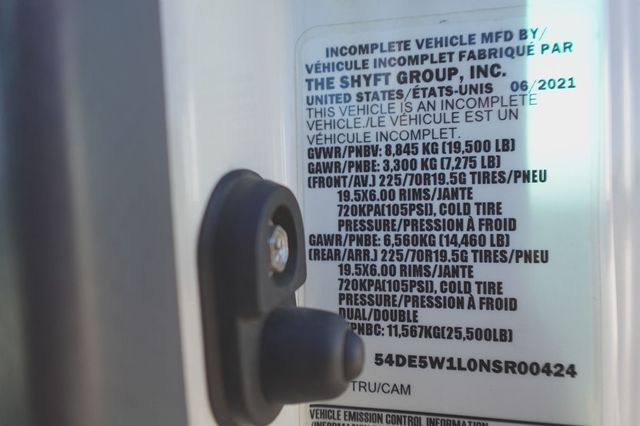 INCOMPLETE VEHICLE MFD BY/
VÉHICULE INCOMPLET FABRIQUÉ PAR
THE SHYFT GROUP, INC.
UNITED STATES/ÉTATS-UNIS 06/2021
THIS VEHICLE IS AN INCOMPLETE
VEHICLE./LE VÉHICULE EST UN
VÉHICULE INCOMPLET.
GVWR/PNBV: 8,845 KG (19,500 LB)
GAWR/PNBE: 3,300 KG (7,275 LB)
(FRONT/AV.) 225/70R19.5G TIRES/PNEU
19.5X6.00 RIMS/JANTE
720KPA(105PSI), COLD TIRE
PRESSURE/PRESSION À FROID
GAWR/PNBE: 6,560KG (14,460 LB)
(REAR/ARR.) 225/70R19.5G TIRES/PNEU
19.5X6.00 RIMS/JANTE
720KPA(105PSI), COLD TIRE
PRESSURE/PRESSION À FROID
DUAL/DOUBLE
/PNBC: 11,567KG(25,500LB)
54DE5W1L0NSR00424
TRU/CAM
VEHICLE EMISSION CONTROL INFORMATION